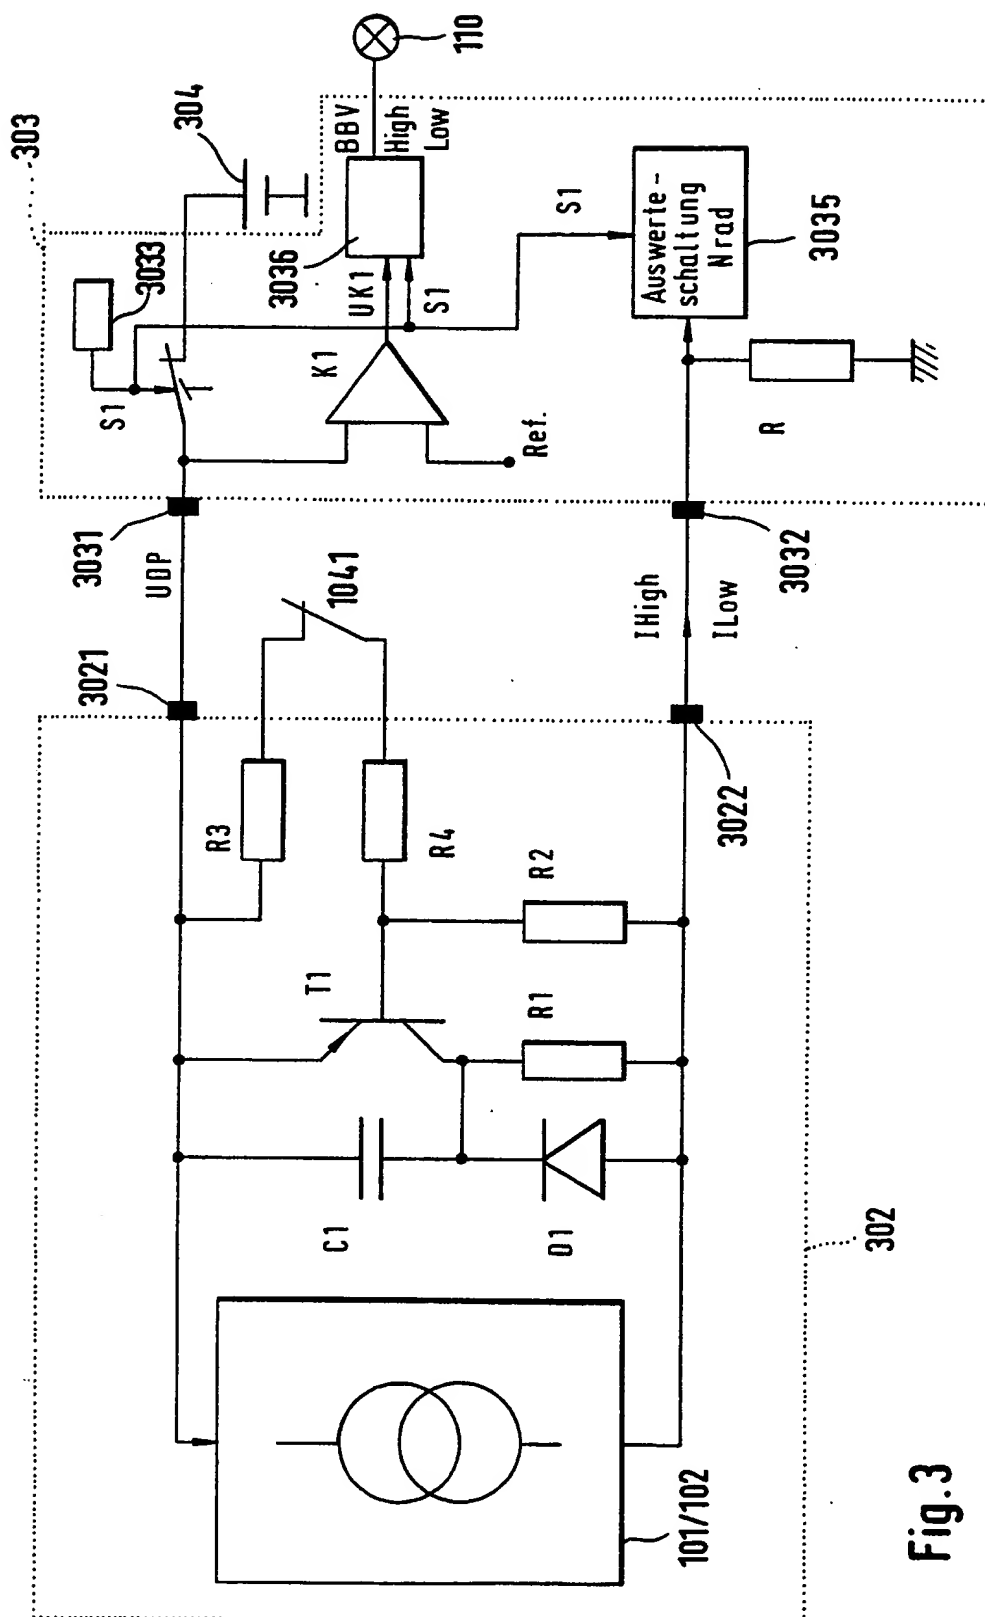 303
304
110
3033
S1
BBV
High
Low
3036
UK1
S1
K1
Ref.
S1
Auswerte-
schaltung
Nrad
3035
R
3031
UDP
3021
1041
IHigh
ILow
3032
3022
R3
R4
R2
T1
R1
C1
D1
302
101/102
Fig.3